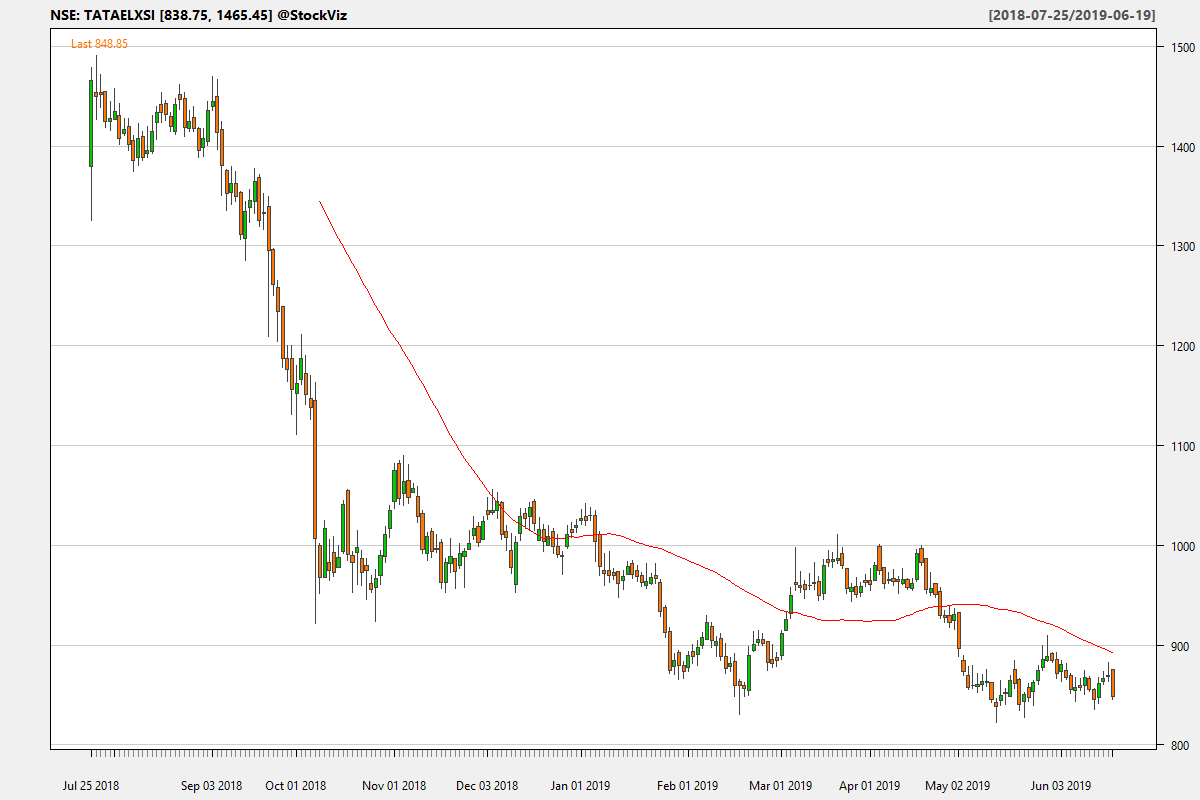 NSE: TATAELXSI [838.75, 1465.45] @StockViz [2018-07-25/2019-06-19]
Last 848.85
1500
1400
1300
1200
1100
1000
900
800
Jul 25 2018 Sep 03 2018 Oct 01 2018 Nov 01 2018 Dec 03 2018 Jan 01 2019 Feb 01 2019 Mar 01 2019 Apr 01 2019 May 02 2019 Jun 03 2019